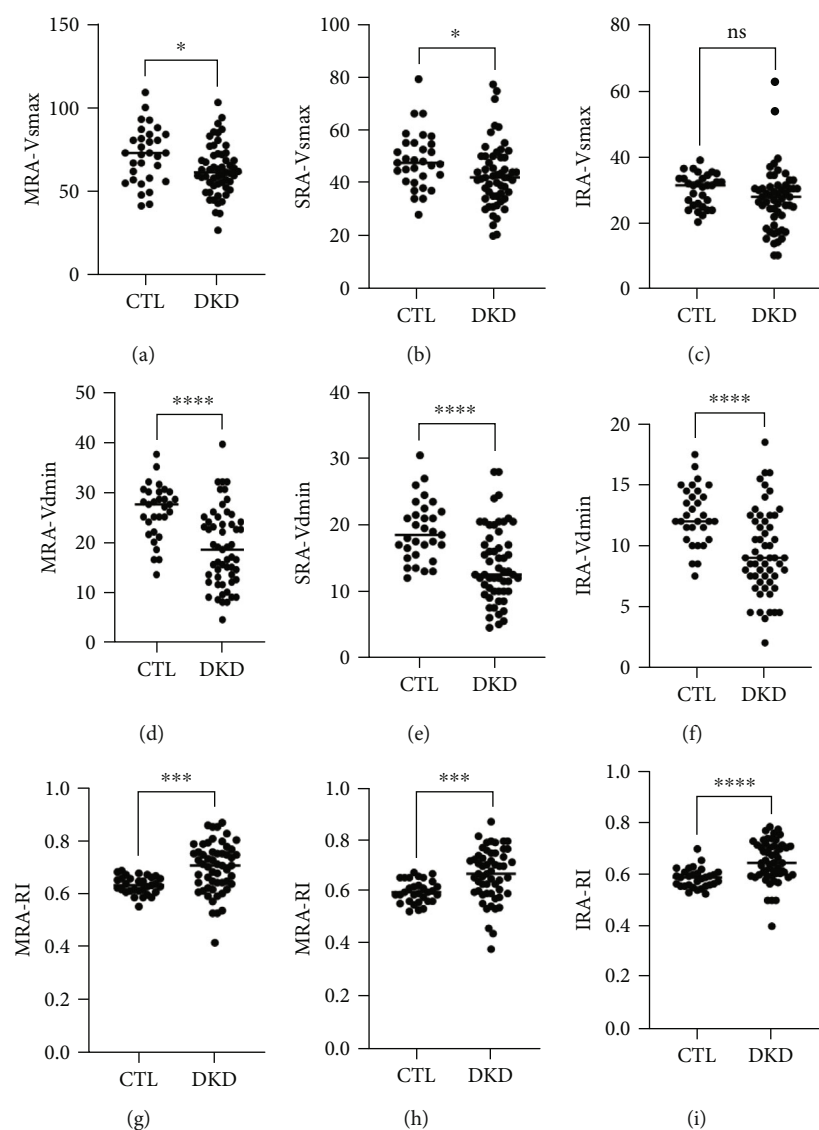 MRA-Vsmax
150
100
50
0
*
CTL DKD
(a)
SRA-Vsmax
100
80
60
40
20
0
*
CTL DKD
(b)
IRA-Vsmax
80
60
40
20
0
ns
CTL DKD
(c)
MRA-Vdmin
50
40
30
20
10
0
****
CTL DKD
(d)
SRA-Vdmin
40
30
20
10
0
****
CTL DKD
(e)
IRA-Vdmin
20
15
10
5
0
****
CTL DKD
(f)
MRA-RI
1.0
0.8
0.6
0.4
0.2
0.0
***
CTL DKD
(g)
MRA-RI
1.0
0.8
0.6
0.4
0.2
0.0
***
CTL DKD
(h)
IRA-RI
1.0
0.8
0.6
0.4
0.2
0.0
****
CTL DKD
(i)